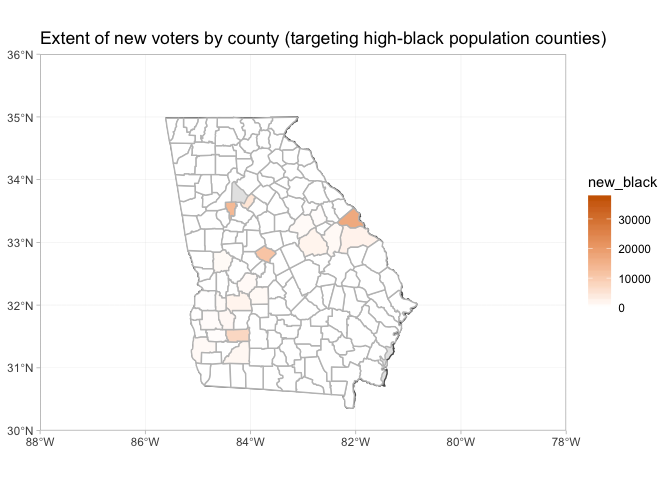 Extent of new voters by county (targeting high-black population counties)
36°N
35°N
34°N
33°N
32°N
31°N
30°N
88°W
86°W
84°W
82°W
80°W
78°W
new_black
30000
20000
10000
0